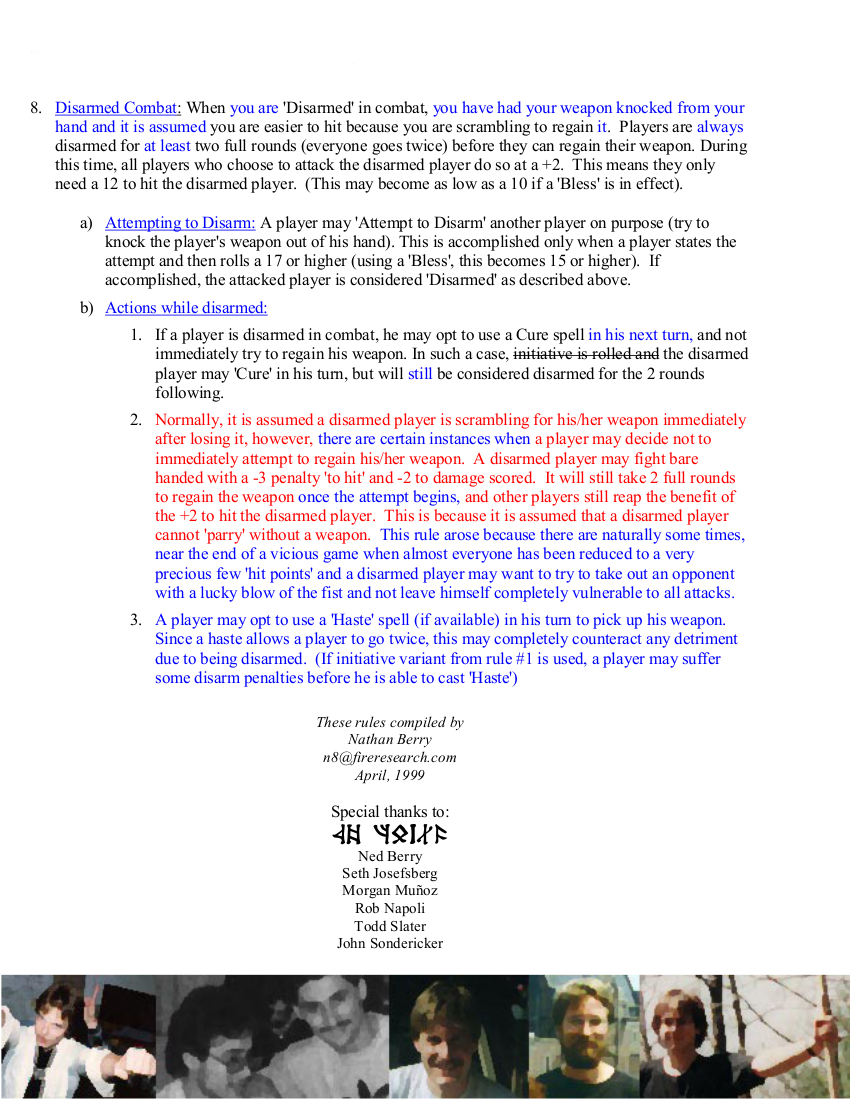 8. Disarmed Combat: When you are 'Disarmed' in combat, you have had your weapon knocked from your
hand and it is assumed you are easier to hit because you are scrambling to regain it. Players are always
disarmed for at least two full rounds (everyone goes twice) before they can regain their weapon. During
this time, all players who choose to attack the disarmed player do so at a +2. This means they only
need a 12 to hit the disarmed player. (This may become as low as a 10 if a 'Bless' is in effect).
a) Attempting to Disarm: A player may 'Attempt to Disarm' another player on purpose (try to
knock the player's weapon out of his hand). This is accomplished only when a player states the
attempt and then rolls a 17 or higher (using a 'Bless', this becomes 15 or higher). If
accomplished, the attacked player is considered 'Disarmed' as described above.
b) Actions while disarmed:
1. If a player is disarmed in combat, he may opt to use a Cure spell in his next turn, and not
immediately try to regain his weapon. In such a case, initiative is rolled and the disarmed
player may 'Cure' in his turn, but will still be considered disarmed for the 2 rounds
following.
2. Normally, it is assumed a disarmed player is scrambling for his/her weapon immediately
after losing it, however, there are certain instances when a player may decide not to
immediately attempt to regain his/her weapon. A disarmed player may fight bare
handed with a -3 penalty 'to hit' and -2 to damage scored. It will still take 2 full rounds
to regain the weapon once the attempt begins, and other players still reap the benefit of
the +2 to hit the disarmed player. This is because it is assumed that a disarmed player
cannot 'parry' without a weapon. This rule arose because there are naturally some times,
near the end of a vicious game when almost everyone has been reduced to a very
precious few 'hit points' and a disarmed player may want to try to take out an opponent
with a lucky blow of the fist and not leave himself completely vulnerable to all attacks.
3. A player may opt to use a 'Haste' spell (if available) in his turn to pick up his weapon.
Since a haste allows a player to go twice, this may completely counteract any detriment
due to being disarmed. (If initiative variant from rule #1 is used, a player may suffer
some disarm penalties before he is able to cast 'Haste')
These rules compiled by
Nathan Berry
n8@fireresearch.com
April, 1999
Special thanks to:
Ned Berry
Seth Josefsberg
Morgan Muñoz
Rob Napoli
Todd Slater
John Sondericker